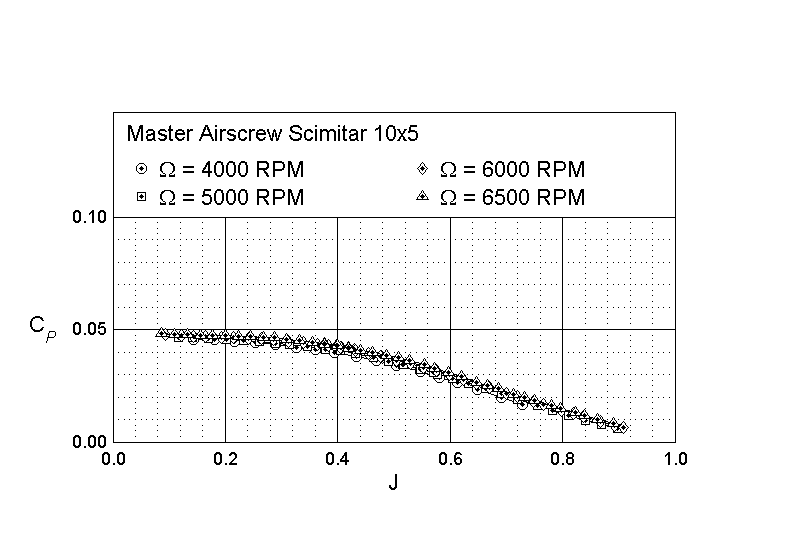 Master Airscrew Scimitar 10x5
Ω = 4000 RPM Ω = 6000 RPM
Ω = 5000 RPM Ω = 6500 RPM
0.10
0.05
0.00
CP
0.0 0.2 0.4 0.6 0.8 1.0
J